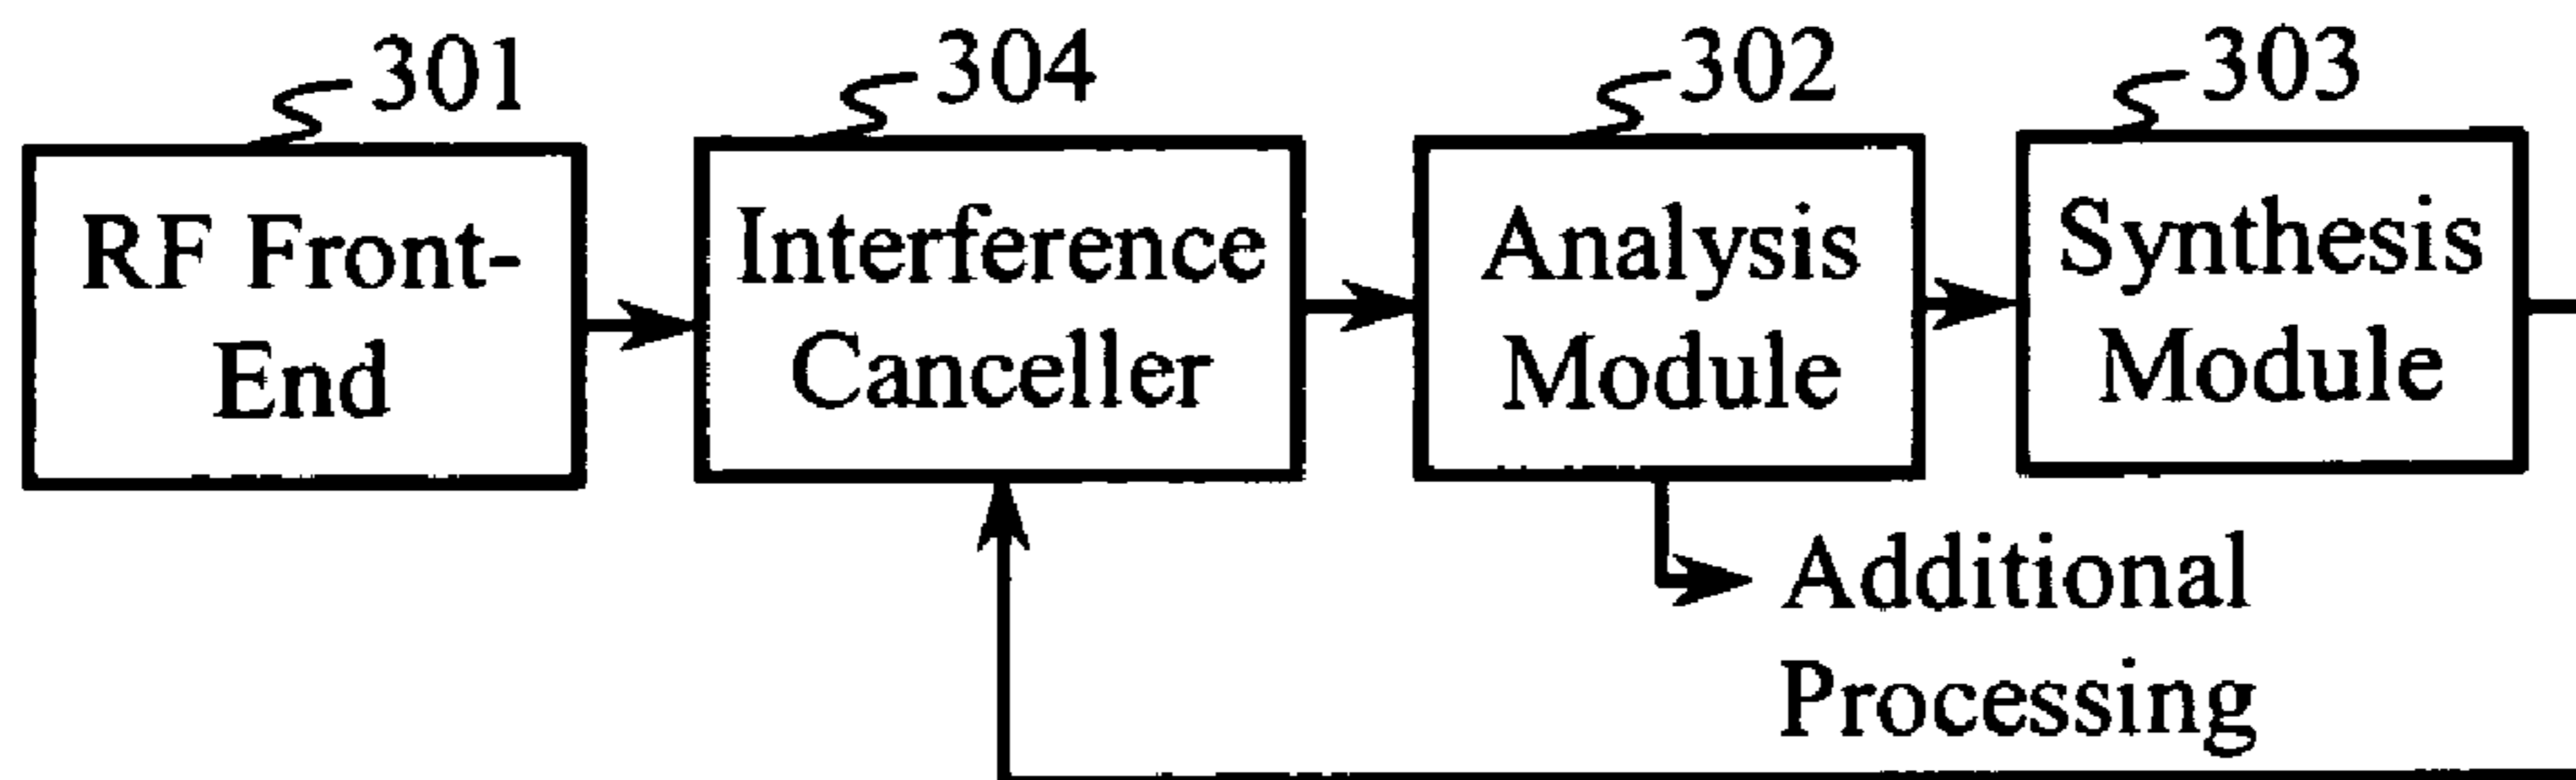 301
304
302
303
RF Front-
End
Interference
Canceller
Analysis
Module
Synthesis
Module
Additional
Processing